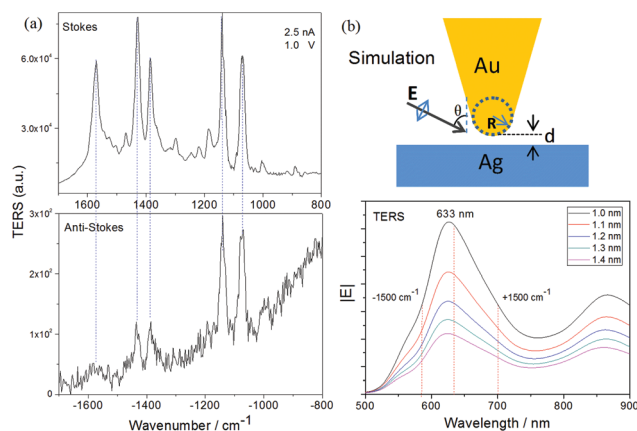 (a)
Stokes
2.5 nA
1.0 V
6.0x10⁴
3.0x10⁴
1600 1400 1200 1000 800
TERS (a.u.)
3x10²
Anti-Stokes
2x10²
1x10²
0x10⁰
-1600 -1400 -1200 -1000 -800
Wavenumber / cm⁻¹
(b)
Simulation
Au
E
θ
R
d
Ag
TERS
633 nm
1.0 nm
1.1 nm
1.2 nm
1.3 nm
1.4 nm
-1500 cm⁻¹
+1500 cm⁻¹
|E|
500 600 700 800 900
Wavelength / nm